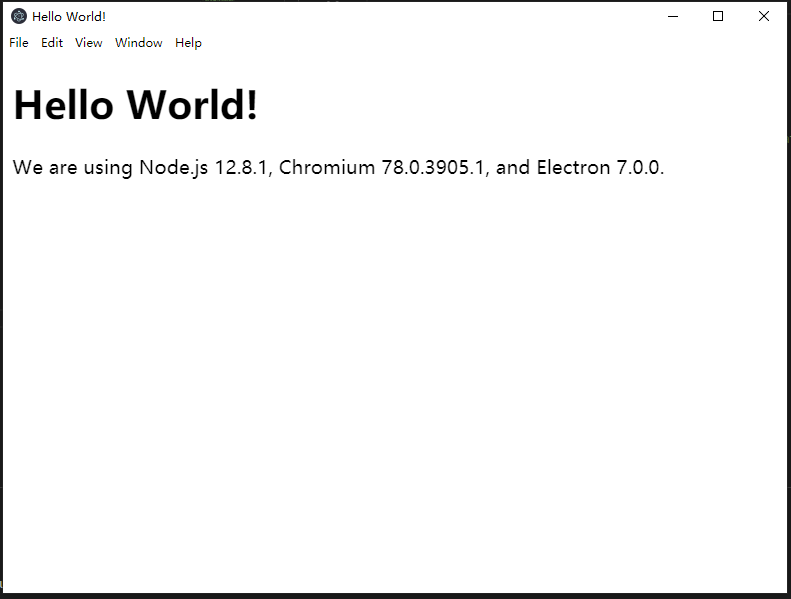 Hello World!
File Edit View Window Help
Hello World!
We are using Node.js 12.8.1, Chromium 78.0.3905.1, and Electron 7.0.0.